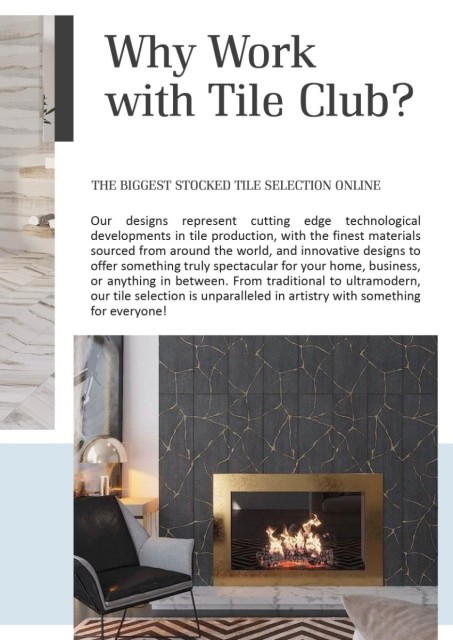 Why Work
with Tile Club?
THE BIGGEST STOCKED TILE SELECTION ONLINE
Our designs represent cutting edge technological
developments in tile production, with the finest materials
sourced from around the world, and innovative designs to
offer something truly spectacular for your home, business,
or anything in between. From traditional to ultramodern,
our tile selection is unparalleled in artistry with something
for everyone!